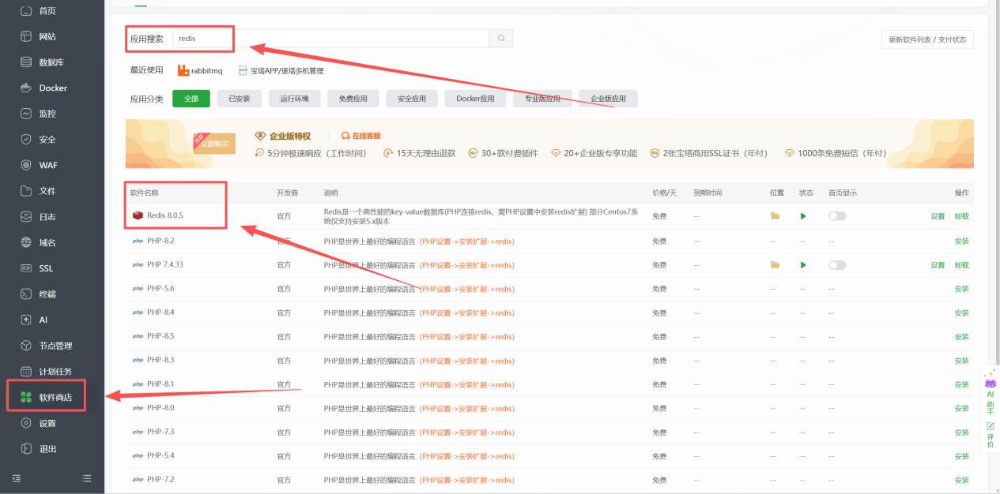 首页
网站
数据库
Docker
监控
安全
WAF
文件
日志
域名
SSL
终端
AI
节点管理
计划任务
软件商店
设置
退出
应用搜索 redis
更新软件列表 / 支付状态
最近使用 rabbitmq 宝塔APP/堡塔多机管理
应用分类 全部 已安装 运行环境 免费应用 安全应用 Docker应用 专业版应用 企业版应用
推荐 立即购买 企业版特权 在线客服
5分钟极速响应（工作时间） 15天无理由退款 30+款付费插件 20+企业版专享功能 2张宝塔商用SSL证书（年付） 1000条免费短信（年付）
软件名称 开发商 说明 价格/天 到期时间 位置 状态 首页显示 操作
Redis 8.0.5 官方 Redis是一个高性能的key-value数据库(PHP连接redis，需PHP设置中安装redis扩展) 部分Centos7系 免费 -- 设置 卸载
统仅支持安装5.x版本
PHP-8.2 官方 PHP是世界上最好的编程语言 (PHP设置->安装扩展->redis) 免费 -- -- -- -- 安装
PHP 7.4.33 官方 PHP是世界上最好的编程语言 (PHP设置->安装扩展->redis) 免费 -- 设置 卸载
PHP-5.6 官方 PHP是世界上最好的编程语言 (PHP设置->安装扩展->redis) 免费 -- -- -- -- 安装
PHP-8.4 官方 PHP是世界上最好的编程语言 (PHP设置->安装扩展->redis) 免费 -- -- -- -- 安装
PHP-8.5 官方 PHP是世界上最好的编程语言 (PHP设置->安装扩展->redis) 免费 -- -- -- -- 安装
PHP-8.3 官方 PHP是世界上最好的编程语言 (PHP设置->安装扩展->redis) 免费 -- -- -- -- 安装
PHP-8.1 官方 PHP是世界上最好的编程语言 (PHP设置->安装扩展->redis) 免费 -- -- -- -- 安装
PHP-8.0 官方 PHP是世界上最好的编程语言 (PHP设置->安装扩展->redis) 免费 -- -- -- -- 安装
PHP-7.3 官方 PHP是世界上最好的编程语言 (PHP设置->安装扩展->redis) 免费 -- -- -- -- 安装
PHP-5.4 官方 PHP是世界上最好的编程语言 (PHP设置->安装扩展->redis) 免费 -- -- -- -- 安装
PHP-7.2 官方 PHP是世界上最好的编程语言 (PHP设置->安装扩展->redis) 免费 -- -- -- -- 安装
AI助手
评价